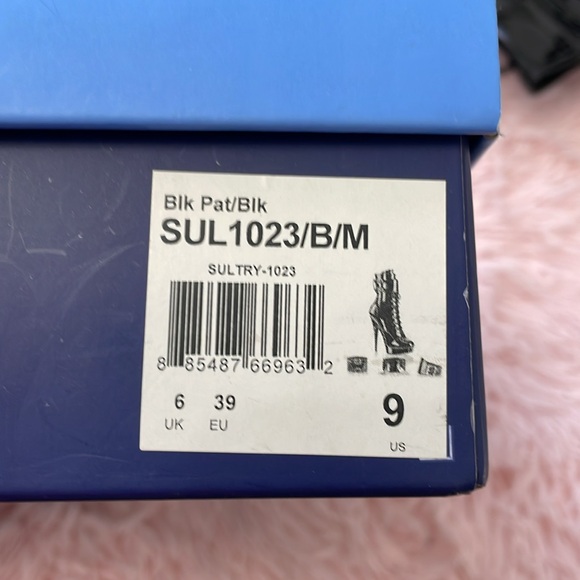 Blk Pat/Blk
SUL1023/B/M
SULTRY-1023
8 85487 66963 2
6 39 9
UK EU US